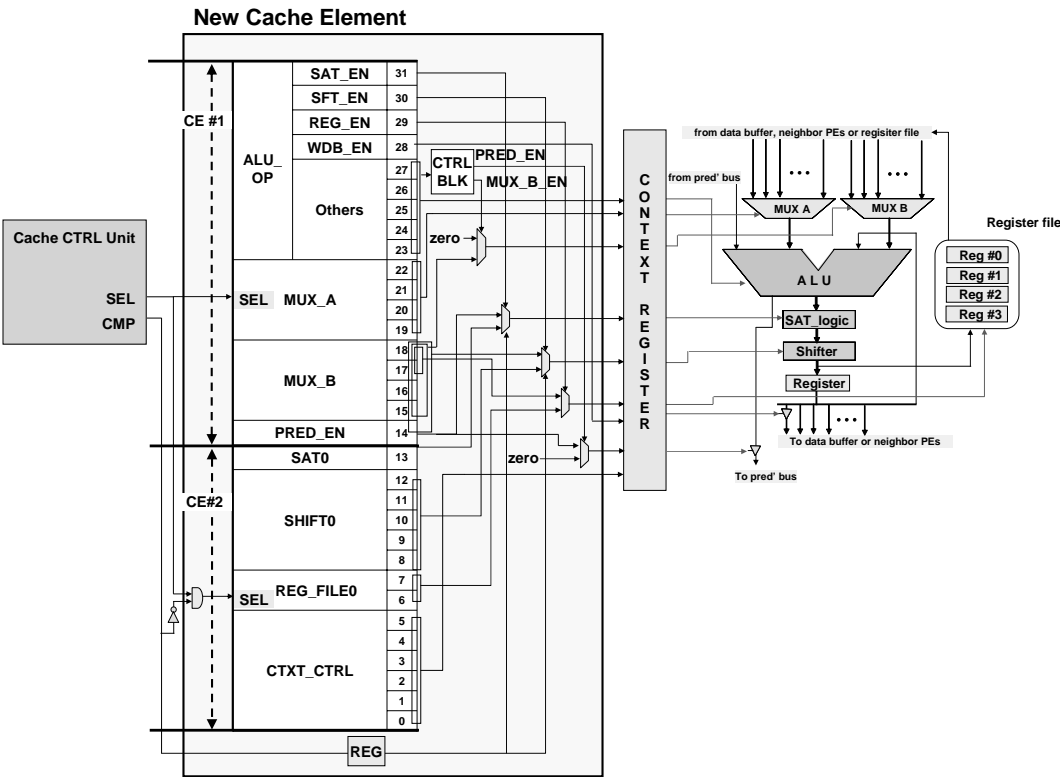 New Cache Element
Cache CTRL Unit
SEL
CMP
CE #1
CE#2
ALU_
OP
SAT_EN 31
SFT_EN 30
REG_EN 29
WDB_EN 28
Others
27
26
25
24
23
SEL MUX_A
22
21
20
19
MUX_B
18
17
16
15
PRED_EN 14
SAT0 13
SHIFT0
12
11
10
9
8
SEL REG_FILE0
7
6
CTXT_CTRL
5
4
3
2
1
0
REG
CTRL
BLK
PRED_EN
MUX_B_EN
zero
zero
CONTEXT
REGISTER
from data buffer, neighbor PEs or regisiter file
from pred' bus
MUX A
MUX B
ALU
SAT_logic
Shifter
Register
To data buffer or neighbor PEs
To pred' bus
Register file
Reg #0
Reg #1
Reg #2
Reg #3